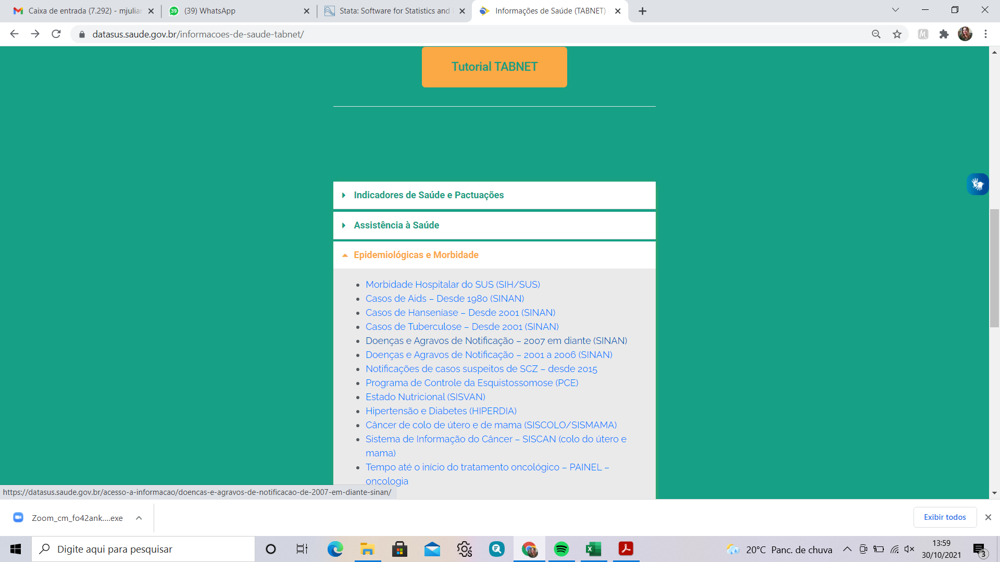 Caixa de entrada (7.292) - mjulia
39
(39) WhatsApp
Stata: Software for Statistics and
Informações de Saúde (TABNET)
datasus.saude.gov.br/informacoes-de-saude-tabnet/
Tutorial TABNET
Indicadores de Saúde e Pactuações
Assistência à Saúde
Epidemiológicas e Morbidade
Morbidade Hospitalar do SUS (SIH/SUS)
Casos de Aids – Desde 1980 (SINAN)
Casos de Hanseníase – Desde 2001 (SINAN)
Casos de Tuberculose – Desde 2001 (SINAN)
Doenças e Agravos de Notificação – 2007 em diante (SINAN)
Doenças e Agravos de Notificação – 2001 a 2006 (SINAN)
Notificações de casos suspeitos de SCZ – desde 2015
Programa de Controle da Esquistossomose (PCE)
Estado Nutricional (SISVAN)
Hipertensão e Diabetes (HIPERDIA)
Câncer de colo de útero e de mama (SISCOLO/SISMAMA)
Sistema de Informação do Câncer – SISCAN (colo do útero e
mama)
Tempo até o início do tratamento oncológico – PAINEL –
oncologia
https://datasus.saude.gov.br/acesso-a-informacao/doencas-e-agravos-de-notificacao-de-2007-em-diante-sinan/
Zoom_cm_fo42ank....exe
Exibir todos
Digite aqui para pesquisar
20°C Panc. de chuva
13:59
30/10/2021
3